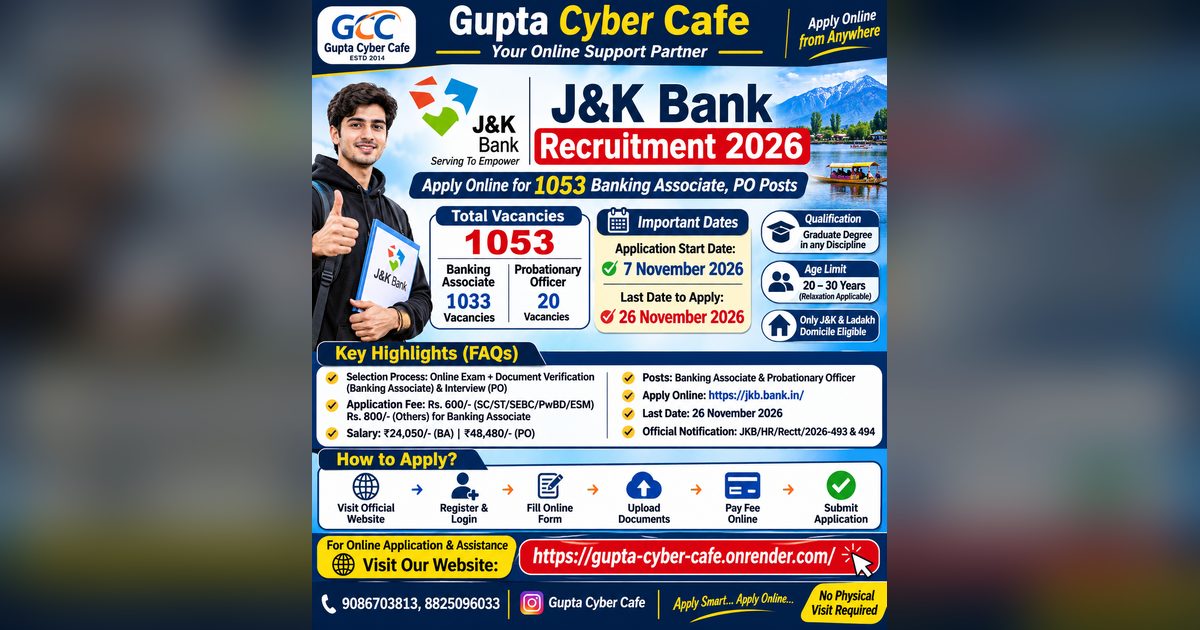 GCC
Gupta Cyber Cafe
ESTD 2014
Gupta Cyber Cafe
Your Online Support Partner
Apply Online
from Anywhere
J&K
Bank
Serving To Empower
J&K Bank
Recruitment 2026
Apply Online for 1053 Banking Associate, PO Posts
J&K Bank
Total Vacancies
1053
Banking
Associate
1033
Vacancies
Probationary
Officer
20
Vacancies
Important Dates
Application Start Date:
7 November 2026
Last Date to Apply:
26 November 2026
Qualification
Graduate Degree
in any Discipline
Age Limit
20 – 30 Years
(Relaxation Applicable)
Only J&K & Ladakh
Domicile Eligible
Key Highlights (FAQs)
Selection Process: Online Exam + Document Verification
(Banking Associate) & Interview (PO)
Application Fee: Rs. 600/- (SC/ST/SEBC/PwBD/ESM)
Rs. 800/- (Others) for Banking Associate
Salary: ₹24,050/- (BA) | ₹48,480/- (PO)
Posts: Banking Associate & Probationary Officer
Apply Online: https://jkb.bank.in/
Last Date: 26 November 2026
Official Notification: JKB/HR/Rectt/2026-493 & 494
How to Apply?
Visit Official
Website
Register &
Login
Fill Online
Form
Upload
Documents
Pay Fee
Online
Submit
Application
For Online Application & Assistance
Visit Our Website:
https://gupta-cyber-cafe.onrender.com/
9086703813, 8825096033
Gupta Cyber Cafe
Apply Smart... Apply Online...
No Physical
Visit Required